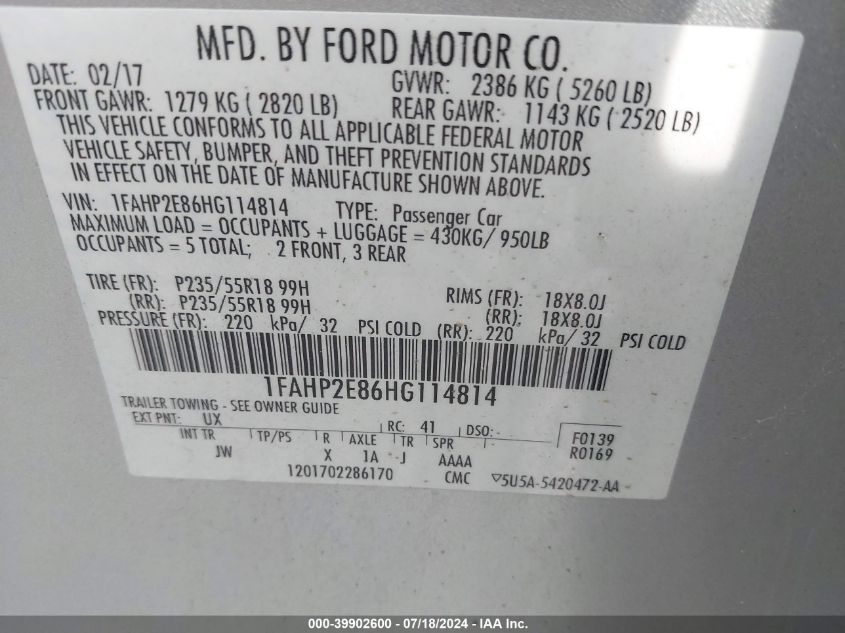 MFD. BY FORD MOTOR CO.
DATE: 02/17 GVWR: 2386 KG ( 5260 LB)
FRONT GAWR: 1279 KG ( 2820 LB) REAR GAWR: 1143 KG ( 2520 LB)
THIS VEHICLE CONFORMS TO ALL APPLICABLE FEDERAL MOTOR
VEHICLE SAFETY, BUMPER, AND THEFT PREVENTION STANDARDS
IN EFFECT ON THE DATE OF MANUFACTURE SHOWN ABOVE.
VIN: 1FAHP2E86HG114814 TYPE: Passenger Car
MAXIMUM LOAD = OCCUPANTS + LUGGAGE = 430KG/ 950LB
OCCUPANTS = 5 TOTAL; 2 FRONT, 3 REAR
TIRE (FR): P235/55R18 99H RIMS (FR): 18X8.0J
(RR): P235/55R18 99H (RR): 18X8.0J
PRESSURE (FR): 220 kPa/ 32 PSI COLD (RR): 220 kPa/ 32 PSI COLD
1FAHP2E86HG114814
TRAILER TOWING - SEE OWNER GUIDE
EXT PNT: UX RC: 41 DSO: F0139
INT TR TP/PS R AXLE TR SPR R0169
JW X 1A J AAAA
1201702286170 CMC ▽5U5A-5420472-AA
000-39902600 - 07/18/2024 - IAA Inc.